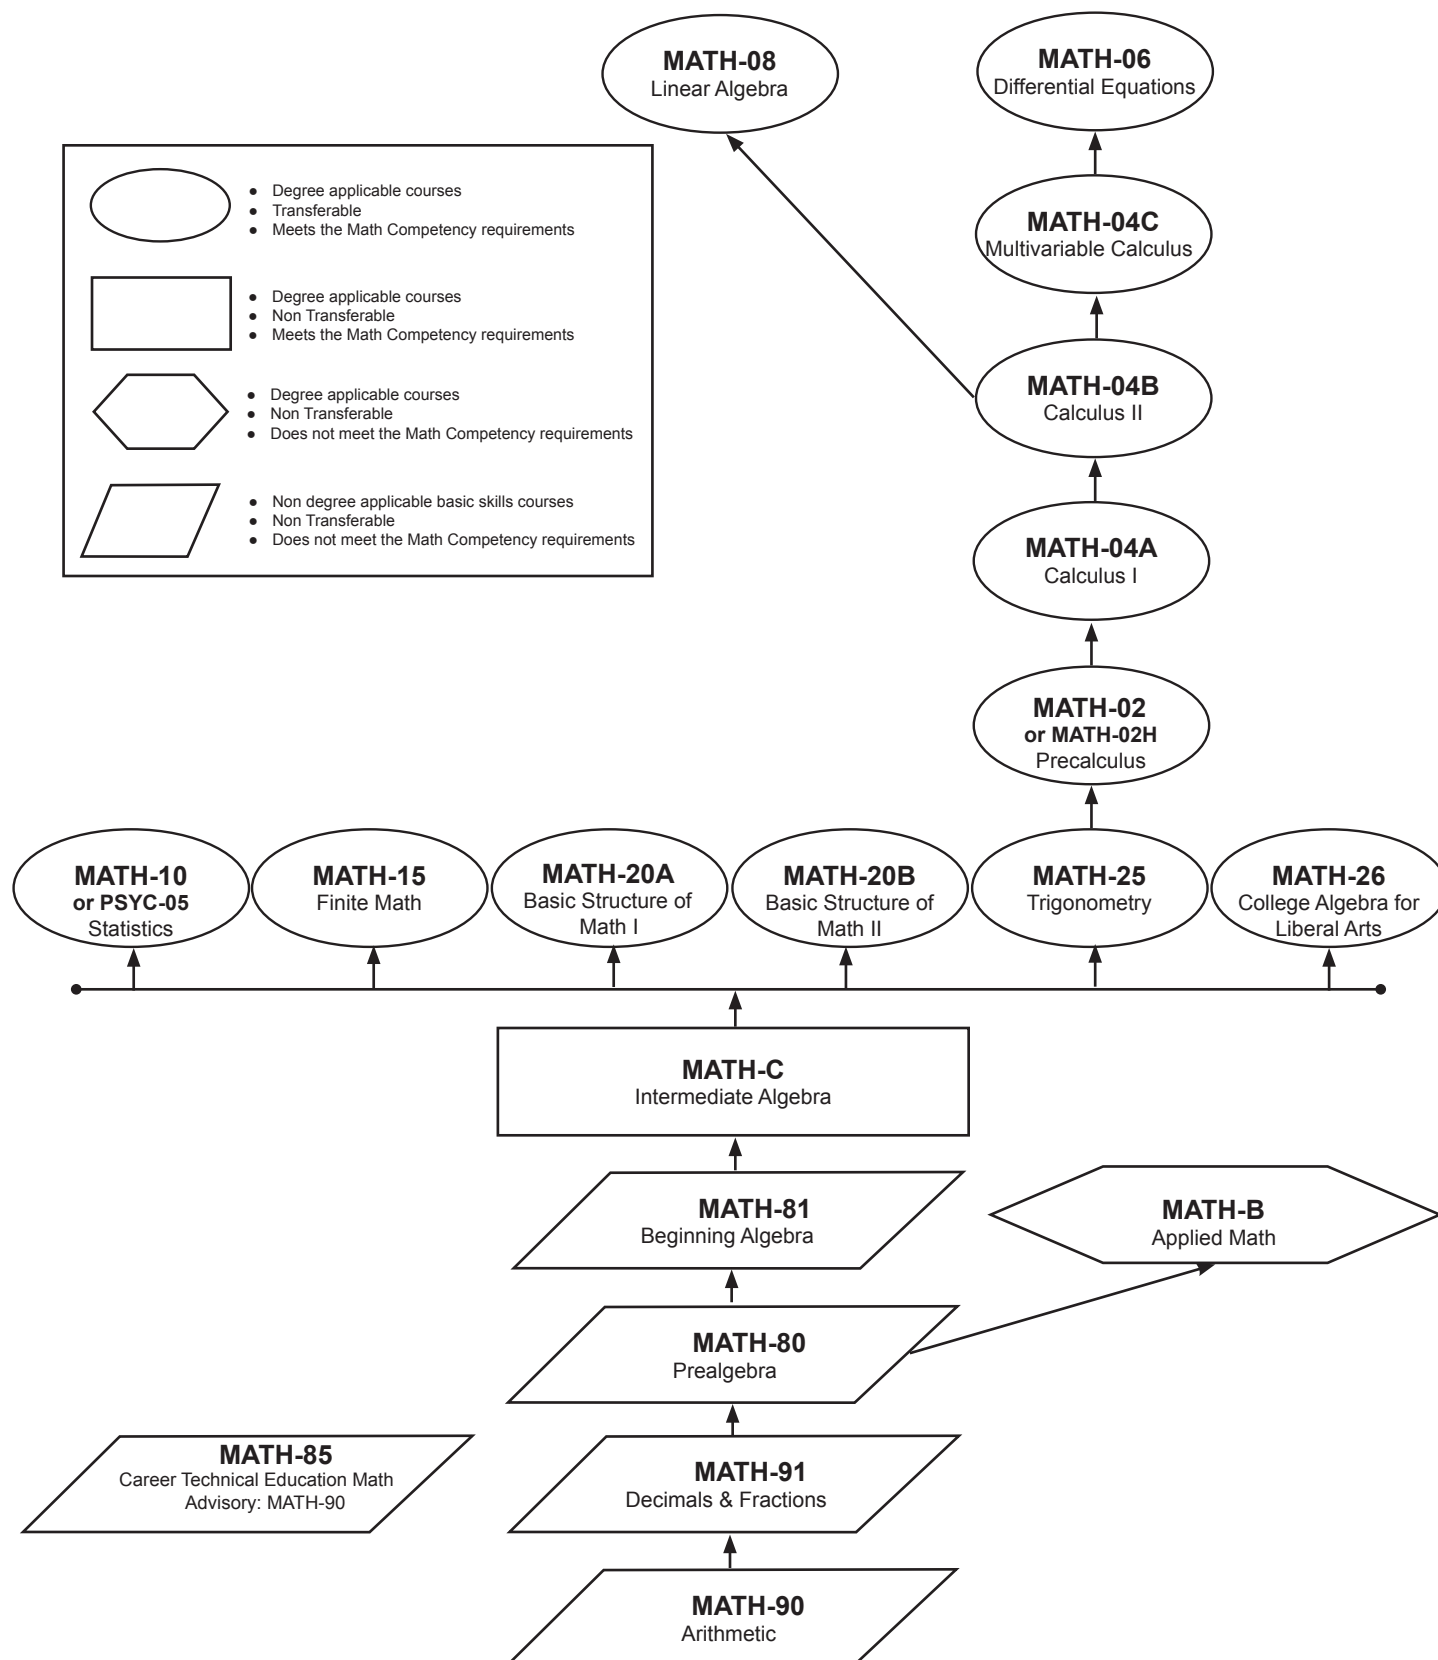 MATH-08
Linear Algebra
MATH-06
Differential Equations
● Degree applicable courses
● Transferable
● Meets the Math Competency requirements
● Degree applicable courses
● Non Transferable
● Meets the Math Competency requirements
● Degree applicable courses
● Non Transferable
● Does not meet the Math Competency requirements
● Non degree applicable basic skills courses
● Non Transferable
● Does not meet the Math Competency requirements
MATH-04C
Multivariable Calculus
MATH-04B
Calculus II
MATH-04A
Calculus I
MATH-02
or MATH-02H
Precalculus
MATH-10
or PSYC-05
Statistics
MATH-15
Finite Math
MATH-20A
Basic Structure of
Math I
MATH-20B
Basic Structure of
Math II
MATH-25
Trigonometry
MATH-26
College Algebra for
Liberal Arts
MATH-C
Intermediate Algebra
MATH-81
Beginning Algebra
MATH-B
Applied Math
MATH-80
Prealgebra
MATH-85
Career Technical Education Math
Advisory: MATH-90
MATH-91
Decimals & Fractions
MATH-90
Arithmetic